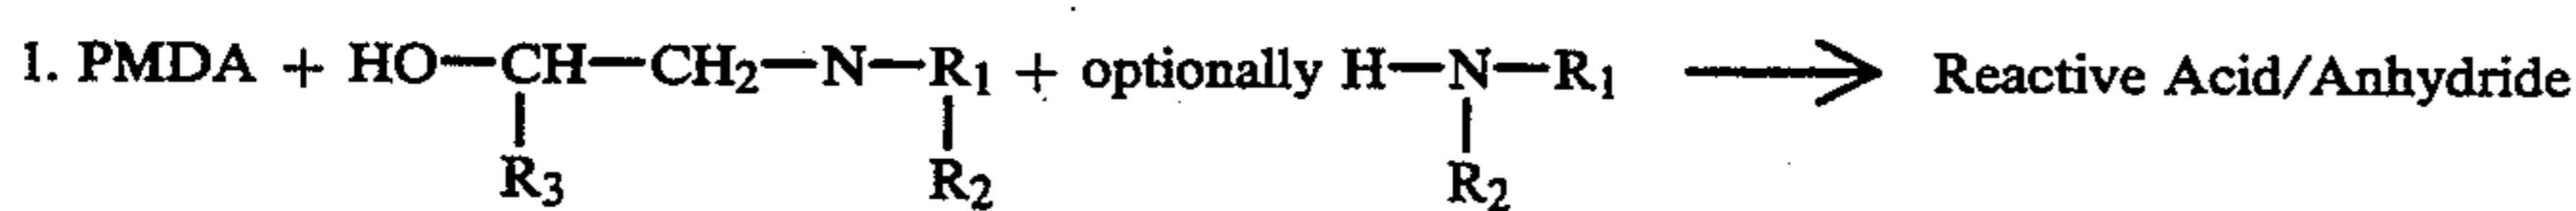 1. PMDA + HO—CH—CH₂—N—R₁ + optionally H—N—R₁ ⟶ Reactive Acid/Anhydride
R₃ R₂ R₂